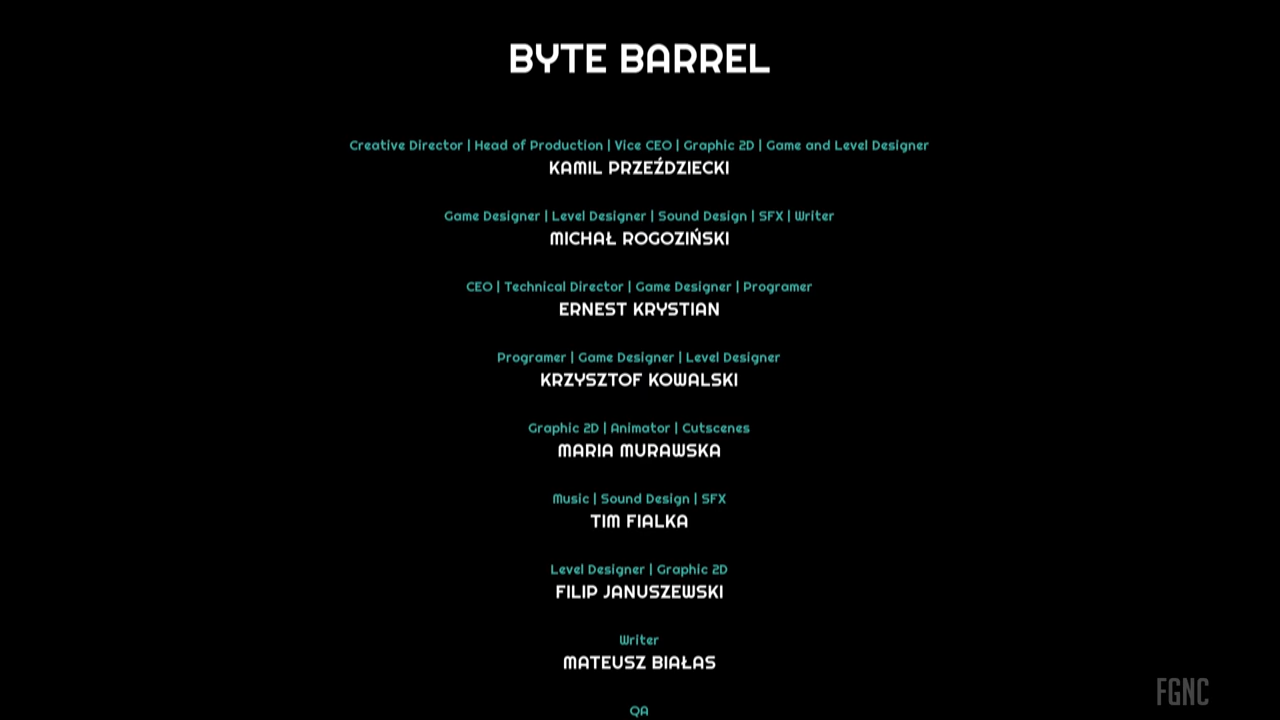 BYTE BARREL
Creative Director | Head of Production | Vice CEO | Graphic 2D | Game and Level Designer
KAMIL PRZEŹDZIECKI
Game Designer | Level Designer | Sound Design | SFX | Writer
MICHAŁ ROGOZIŃSKI
CEO | Technical Director | Game Designer | Programer
ERNEST KRYSTIAN
Programer | Game Designer | Level Designer
KRZYSZTOF KOWALSKI
Graphic 2D | Animator | Cutscenes
MARIA MURAWSKA
Music | Sound Design | SFX
TIM FIALKA
Level Designer | Graphic 2D
FILIP JANUSZEWSKI
Writer
MATEUSZ BIAŁAS
QA
FGNC